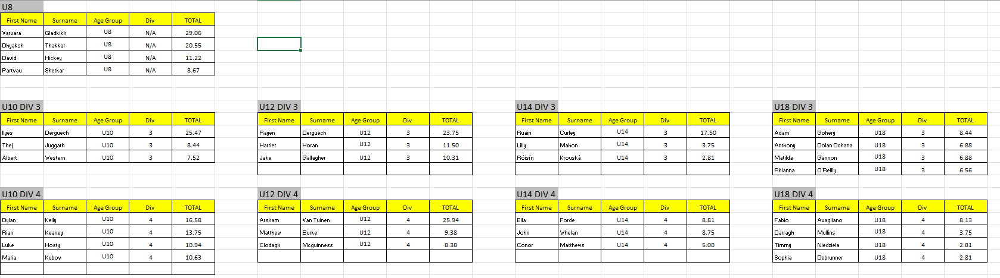 U8
First Name Surname Age Group Div TOTAL
Varvara Gladkikh U8 N/A 29.06
Dhyaksh Thakkar U8 N/A 20.55
David Hickey U8 N/A 11.22
Partvau Shetkar U8 N/A 8.67
U10 DIV 3
First Name Surname Age Group Div TOTAL
Ilyes Derguech U10 3 25.47
Thej Juggath U10 3 8.44
Albert Western U10 3 7.52
U12 DIV 3
First Name Surname Age Group Div TOTAL
Rayen Derguech U12 3 23.75
Harriet Horan U12 3 11.50
Jake Gallagher U12 3 10.31
U14 DIV 3
First Name Surname Age Group Div TOTAL
Ruairi Curley U14 3 17.50
Lilly Mahon U14 3 3.75
Róisín Krouská U14 3 2.81
U18 DIV 3
First Name Surname Age Group Div TOTAL
Adam Gohery U18 3 8.44
Anthony Dolan Ochana U18 3 6.88
Matilda Gannon U18 3 6.88
Rhianna O'Reilly U18 3 6.56
U10 DIV 4
First Name Surname Age Group Div TOTAL
Dylan Kelly U10 4 16.58
Rian Keaney U10 4 13.75
Luke Hosty U10 4 10.94
Maria Kubov U10 4 10.63
U12 DIV 4
First Name Surname Age Group Div TOTAL
Arsham Van Tuinen U12 4 25.94
Matthew Burke U12 4 9.38
Clodagh Mcguinness U12 4 8.38
U14 DIV 4
First Name Surname Age Group Div TOTAL
Ella Forde U14 4 8.81
John Whelan U14 4 8.75
Conor Matthews U14 4 5.00
U18 DIV 4
First Name Surname Age Group Div TOTAL
Fabio Avagliano U18 4 8.13
Darragh Mullins U18 4 3.75
Timmy Niedziela U18 4 2.81
Sophia Debrunner U18 4 2.81